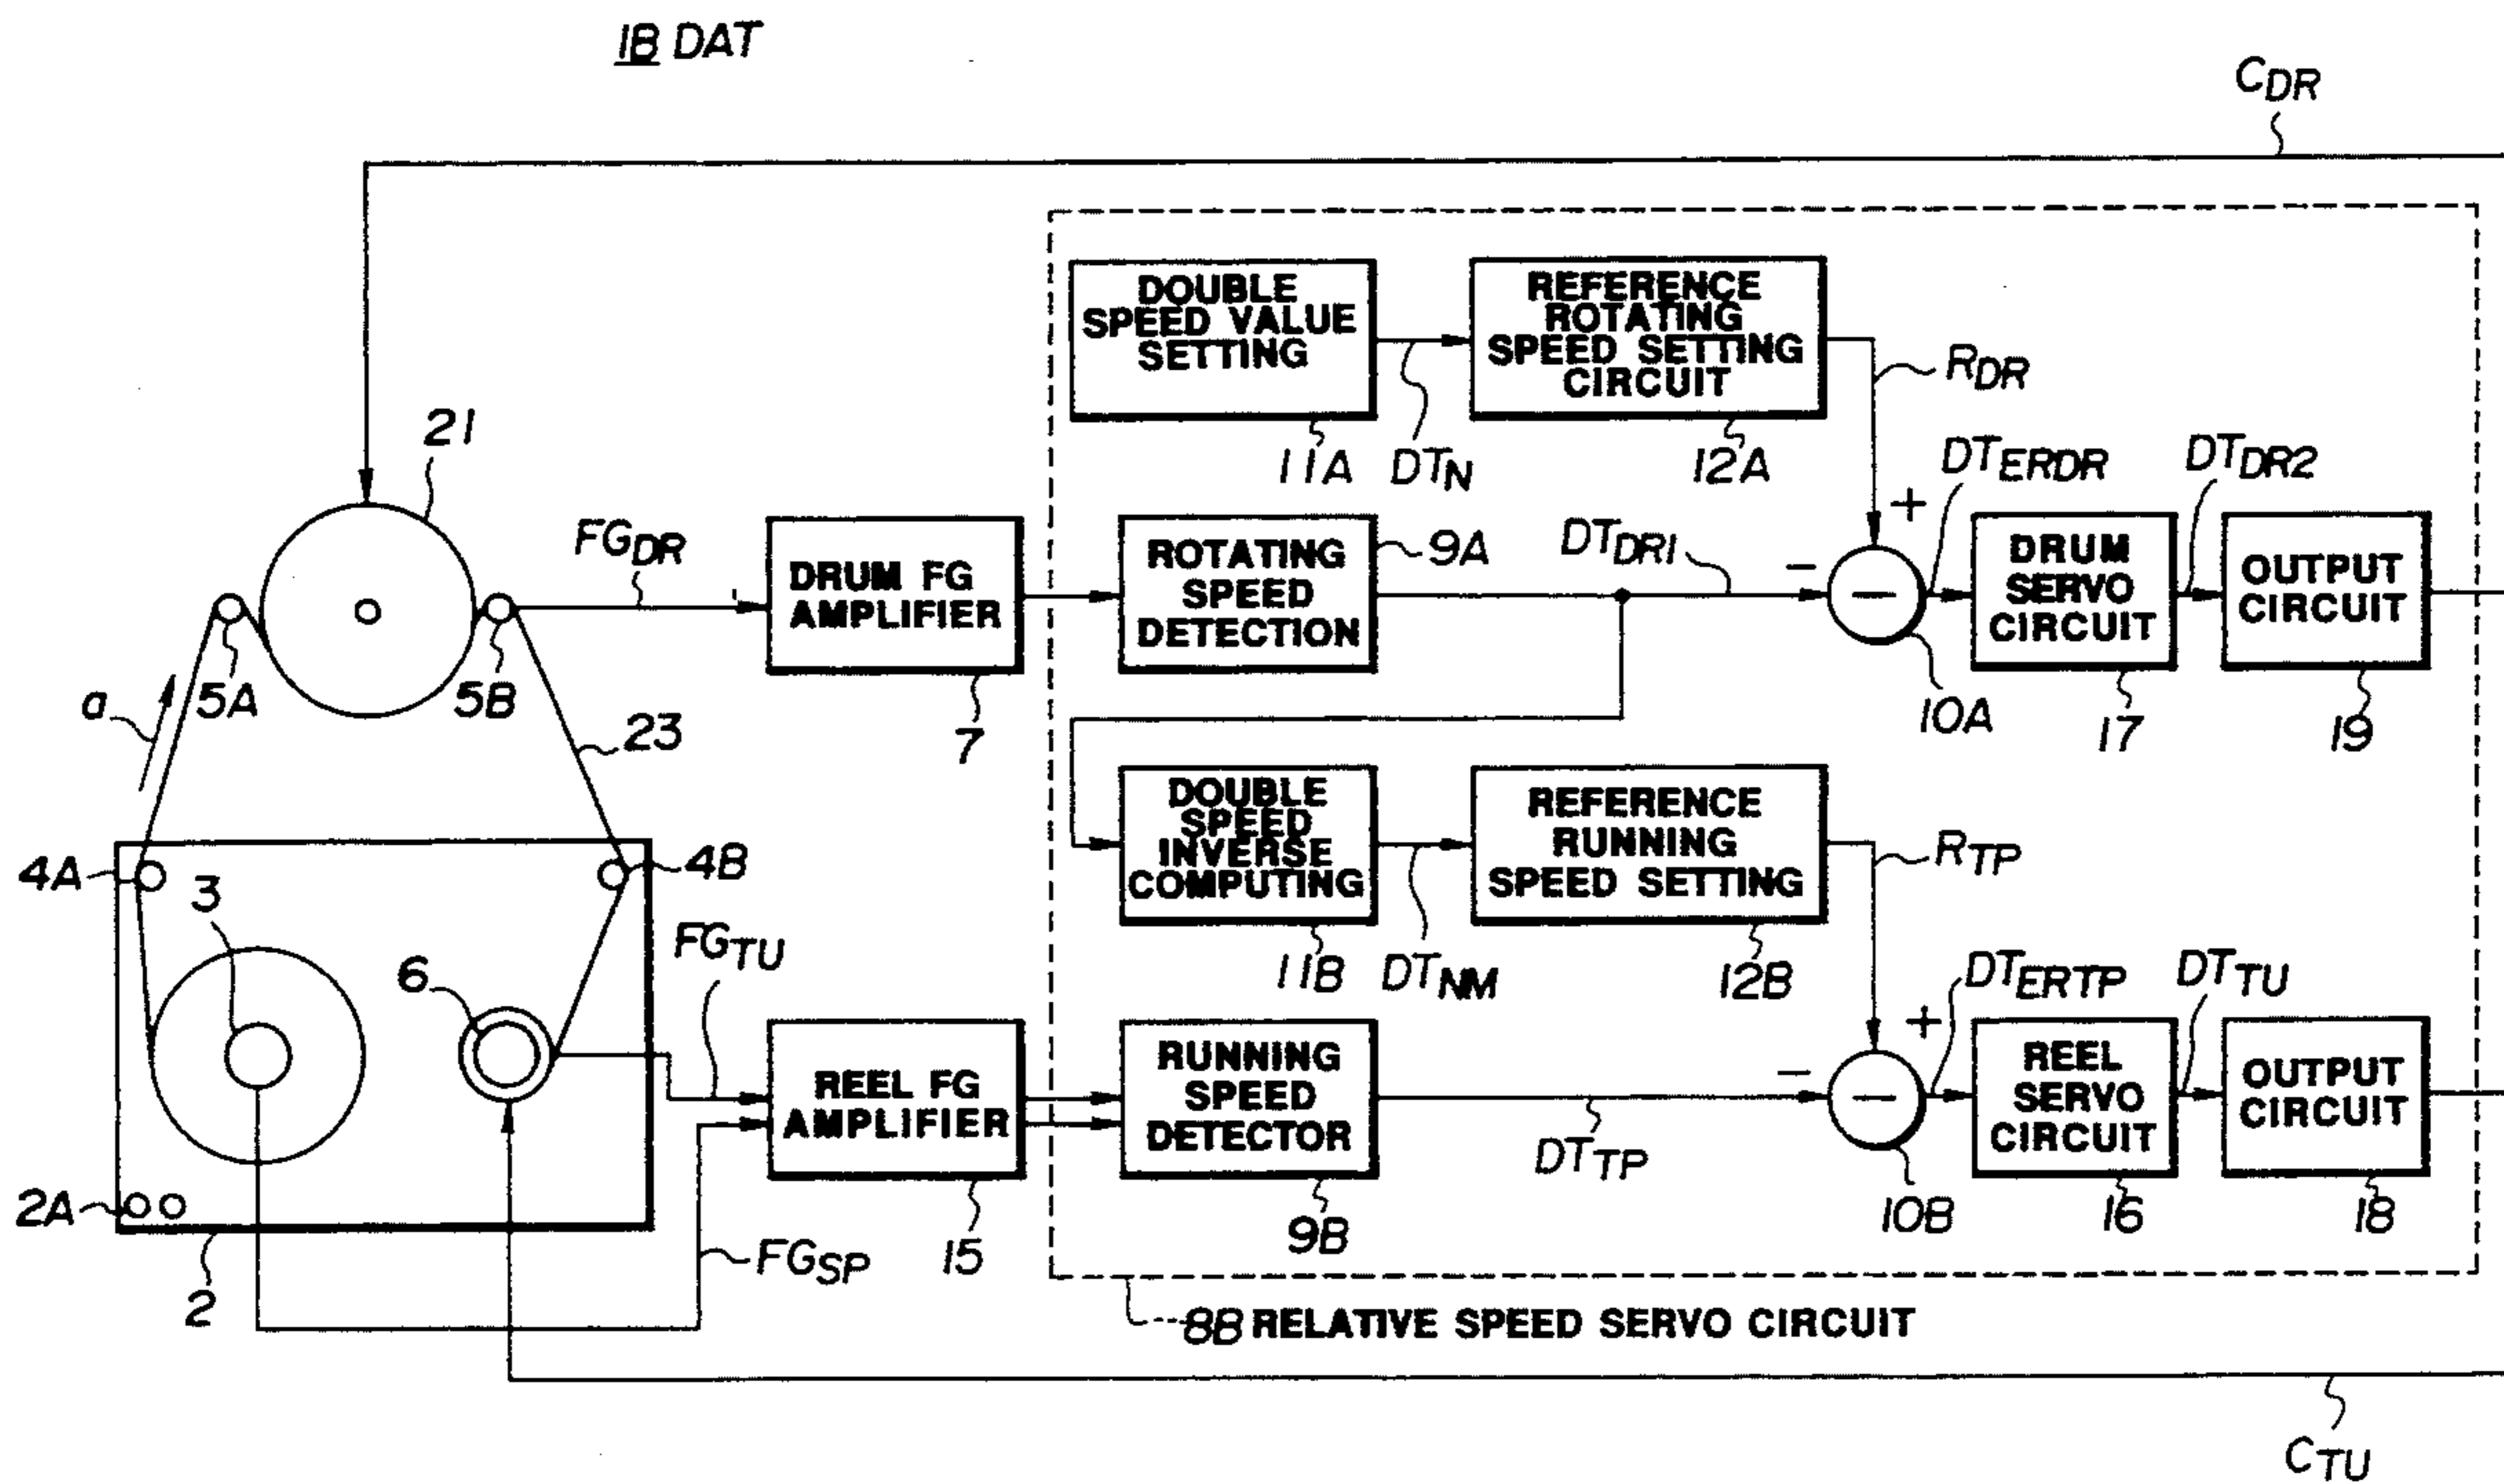 1B DAT
CDR
DOUBLE
SPEED VALUE
SETTING
REFERENCE
ROTATING
SPEED SETTING
CIRCUIT
RDR
11A
DTN
12A
DTERDR
DTDR2
21
FGDR
DRUM FG
AMPLIFIER
ROTATING
SPEED
DETECTION
9A
DTDR1
+
−
−
DRUM
SERVO
CIRCUIT
OUTPUT
CIRCUIT
a
5A
5B
23
7
10A
17
19
DOUBLE
SPEED
INVERSE
COMPUTING
REFERENCE
RUNNING
SPEED SETTING
RTP
4A
3
4B
6
FGTU
11B
DTNM
12B
DTERTP
DTTU
REEL FG
AMPLIFIER
RUNNING
SPEED
DETECTOR
DTTP
+
−
−
REEL
SERVO
CIRCUIT
OUTPUT
CIRCUIT
2A
2
FGSP
15
9B
10B
16
18
8B RELATIVE SPEED SERVO CIRCUIT
CTU